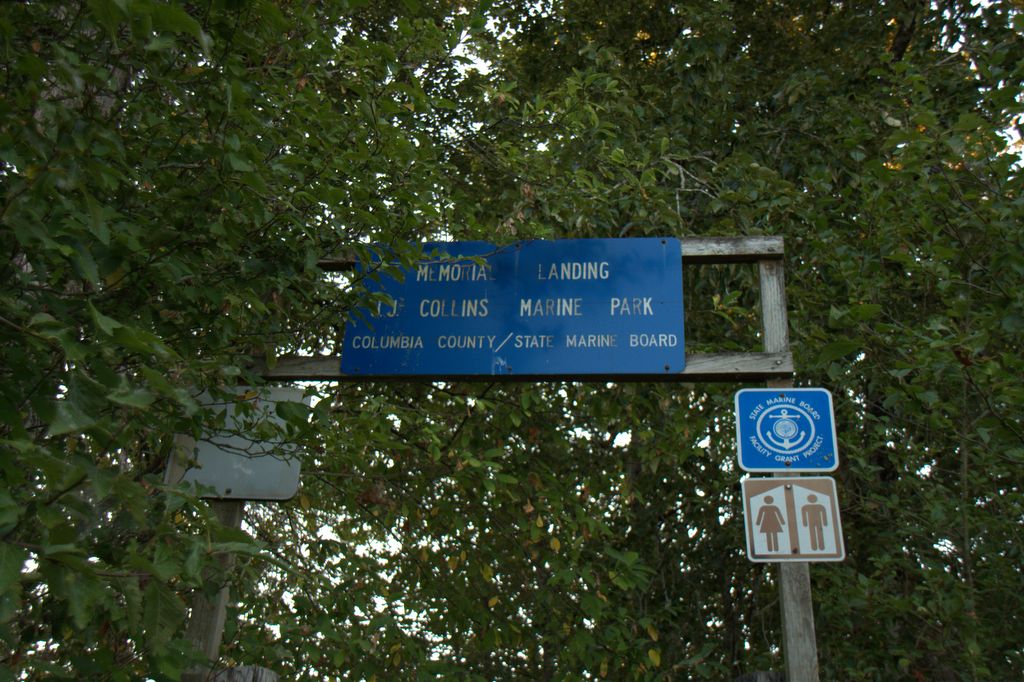 MEMORIAL LANDING
J.J. COLLINS MARINE PARK
COLUMBIA COUNTY/STATE MARINE BOARD
STATE MARINE BOARD
FACILITY GRANT PROJECT